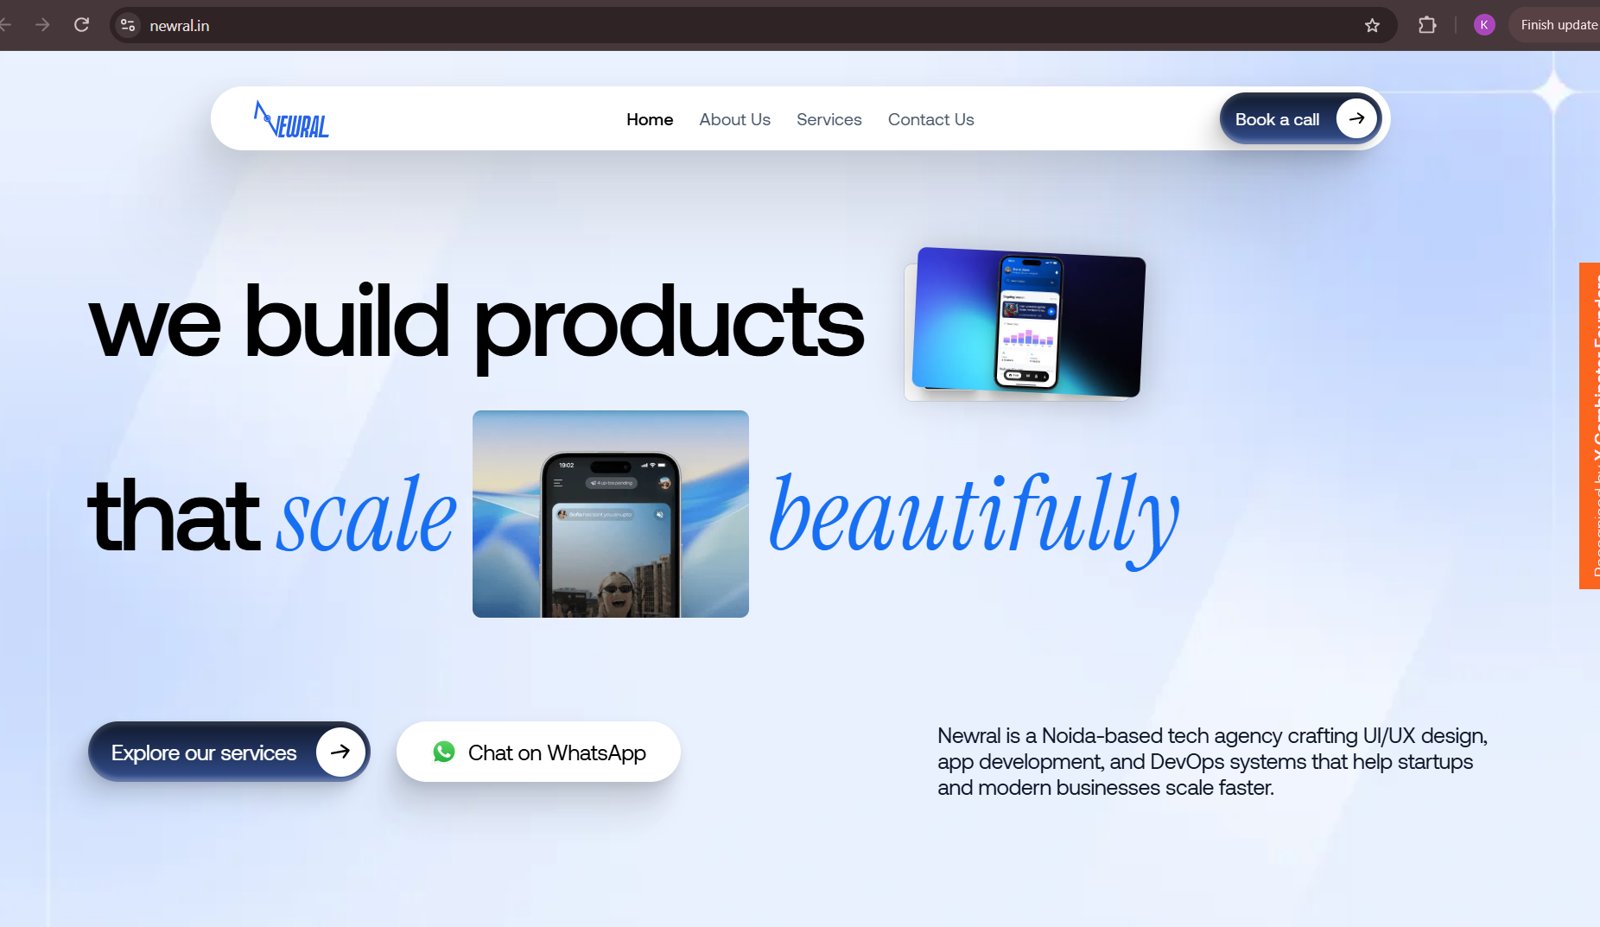 newral.in
K
Finish update
NEWRAL
Home
About Us
Services
Contact Us
Book a call
we build products
that scale
beautifully
19:02
Explore our services
Chat on WhatsApp
Newral is a Noida-based tech agency crafting UI/UX design,
app development, and DevOps systems that help startups
and modern businesses scale faster.